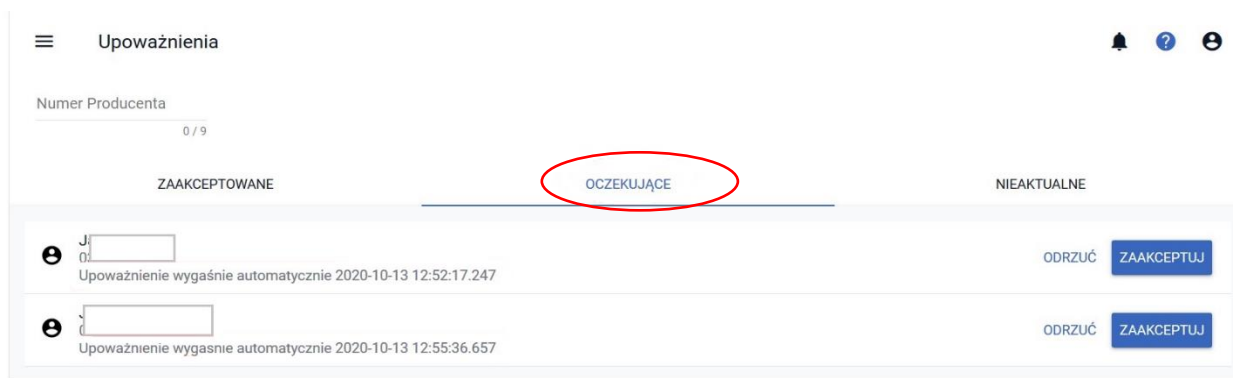 Upoważnienia
Numer Producenta
0 / 9
ZAAKCEPTOWANE OCZEKUJĄCE NIEAKTUALNE
Upoważnienie wygaśnie automatycznie 2020-10-13 12:52:17.247
ODRZUĆ ZAAKCEPTUJ
Upoważnienie wygasnie automatycznie 2020-10-13 12:55:36.657
ODRZUĆ ZAAKCEPTUJ